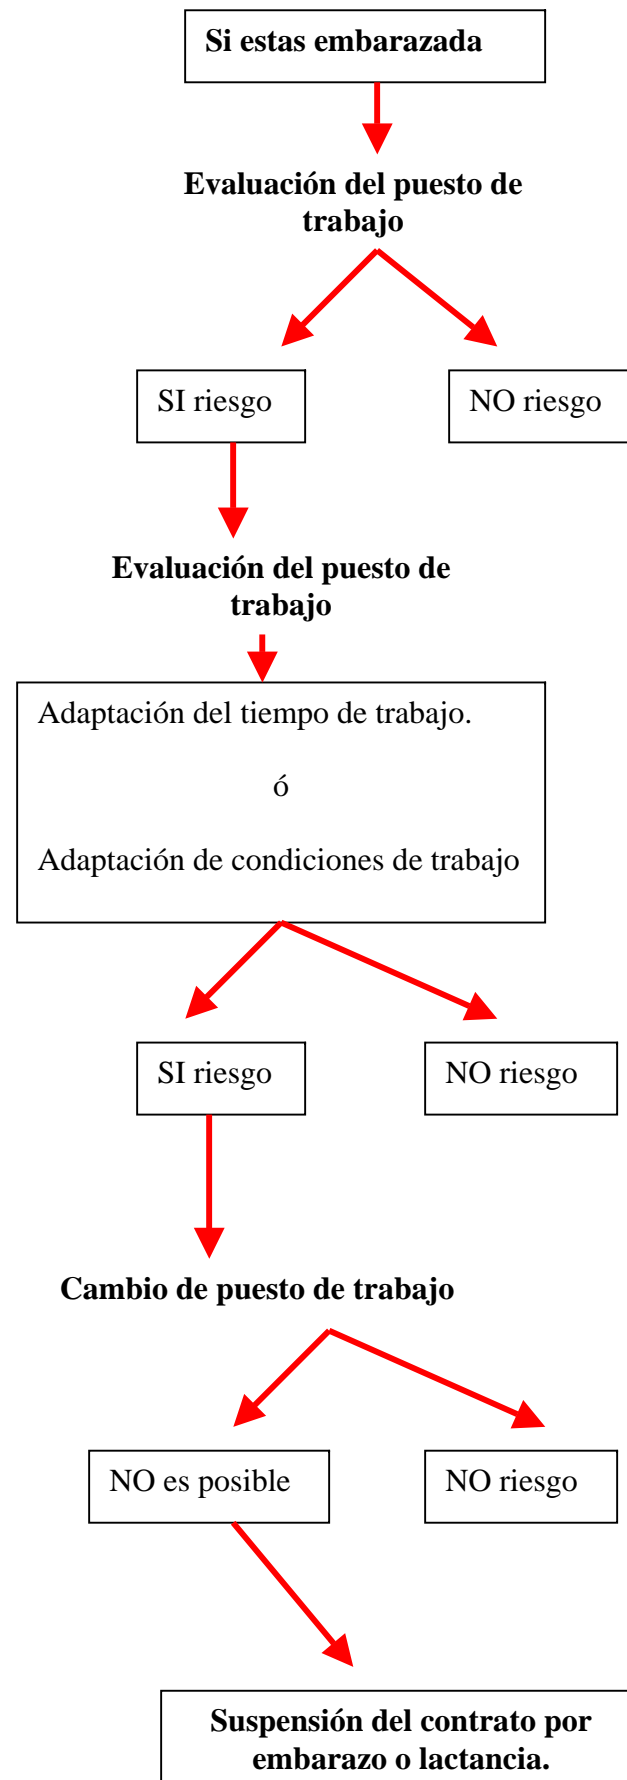 Si estas embarazada
Evaluación del puesto de
trabajo
SI riesgo
NO riesgo
Evaluación del puesto de
trabajo
Adaptación del tiempo de trabajo.
ó
Adaptación de condiciones de trabajo
SI riesgo
NO riesgo
Cambio de puesto de trabajo
NO es posible
NO riesgo
Suspensión del contrato por
embarazo o lactancia.